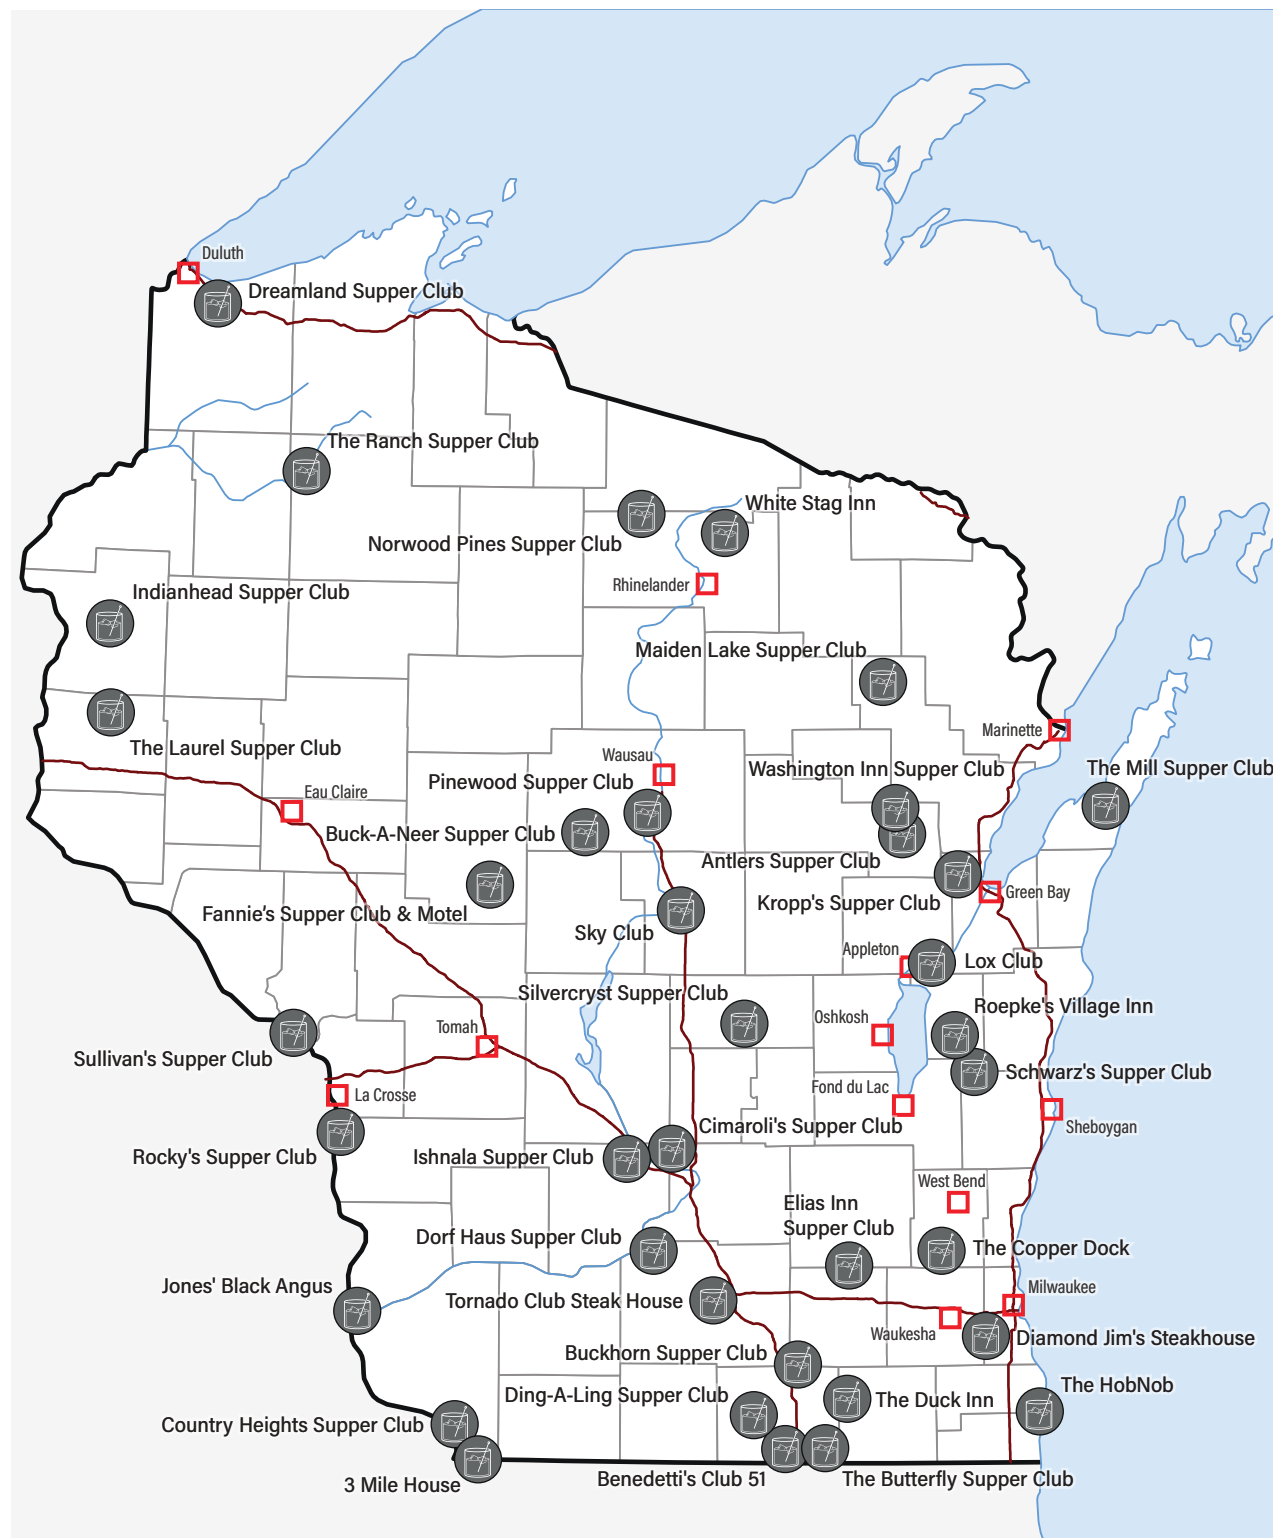 Duluth
Dreamland Supper Club
The Ranch Supper Club
White Stag Inn
Norwood Pines Supper Club
Rhinelander
Indianhead Supper Club
Maiden Lake Supper Club
Marinette
The Laurel Supper Club
Wausau
Washington Inn Supper Club
The Mill Supper Club
Pinewood Supper Club
Eau Claire
Buck-A-Neer Supper Club
Antlers Supper Club
Green Bay
Kropp's Supper Club
Fannie's Supper Club & Motel
Sky Club
Appleton
Lox Club
Silvercryst Supper Club
Roepke's Village Inn
Oshkosh
Tomah
Sullivan's Supper Club
Schwarz's Supper Club
Fond du Lac
La Crosse
Cimaroli's Supper Club
Sheboygan
Rocky's Supper Club
Ishnala Supper Club
West Bend
Elias Inn
Supper Club
Dorf Haus Supper Club
The Copper Dock
Jones' Black Angus
Milwaukee
Tornado Club Steak House
Waukesha
Diamond Jim's Steakhouse
Buckhorn Supper Club
The HobNob
Ding-A-Ling Supper Club
The Duck Inn
Country Heights Supper Club
3 Mile House
Benedetti's Club 51
The Butterfly Supper Club